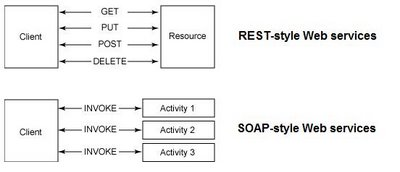 GET
PUT
Client
Resource
REST-style Web services
POST
DELETE
INVOKE
Activity 1
Client
INVOKE
Activity 2
SOAP-style Web services
INVOKE
Activity 3